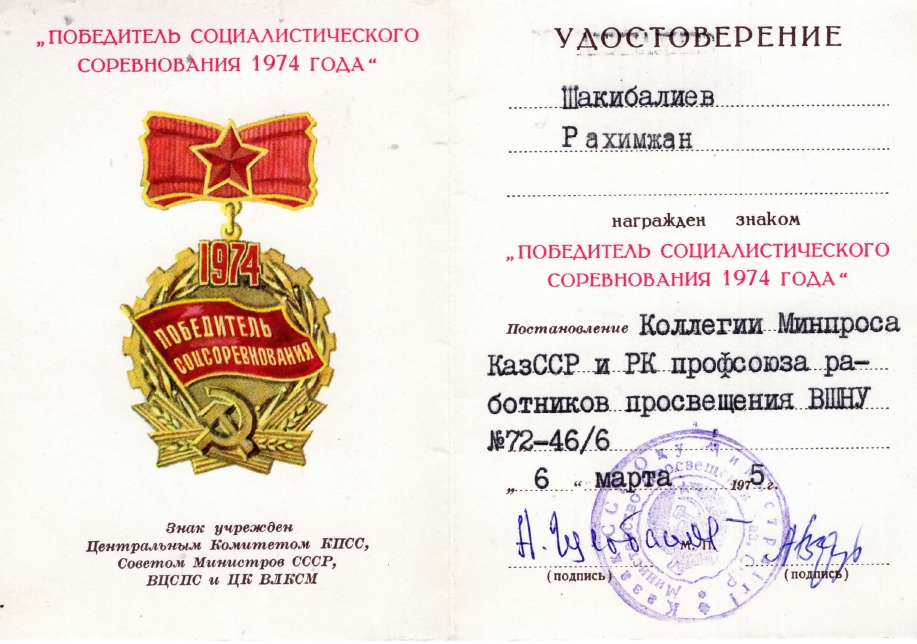 „ПОБЕДИТЕЛЬ СОЦИАЛИСТИЧЕСКОГО
СОРЕВНОВАНИЯ 1974 ГОДА“
1974
ПОБЕДИТЕЛЬ
СОЦСОРЕВНОВАНИЯ
Знак учрежден
Центральным Комитетом КПСС,
Советом Министров СССР,
ВЦСПС и ЦК ВЛКСМ
УДОСТОВЕРЕНИЕ
Шакибалиев
Рахимжан
награжден знаком
„ПОБЕДИТЕЛЬ СОЦИАЛИСТИЧЕСКОГО
СОРЕВНОВАНИЯ 1974 ГОДА“
Постановление Коллегии Минпроса
КазССР и РК профсоюза ра-
ботников просвещения ВШНУ
№72-46/6
„ 6 “ марта 1975 г.
М. П.
(подпись) (подпись)